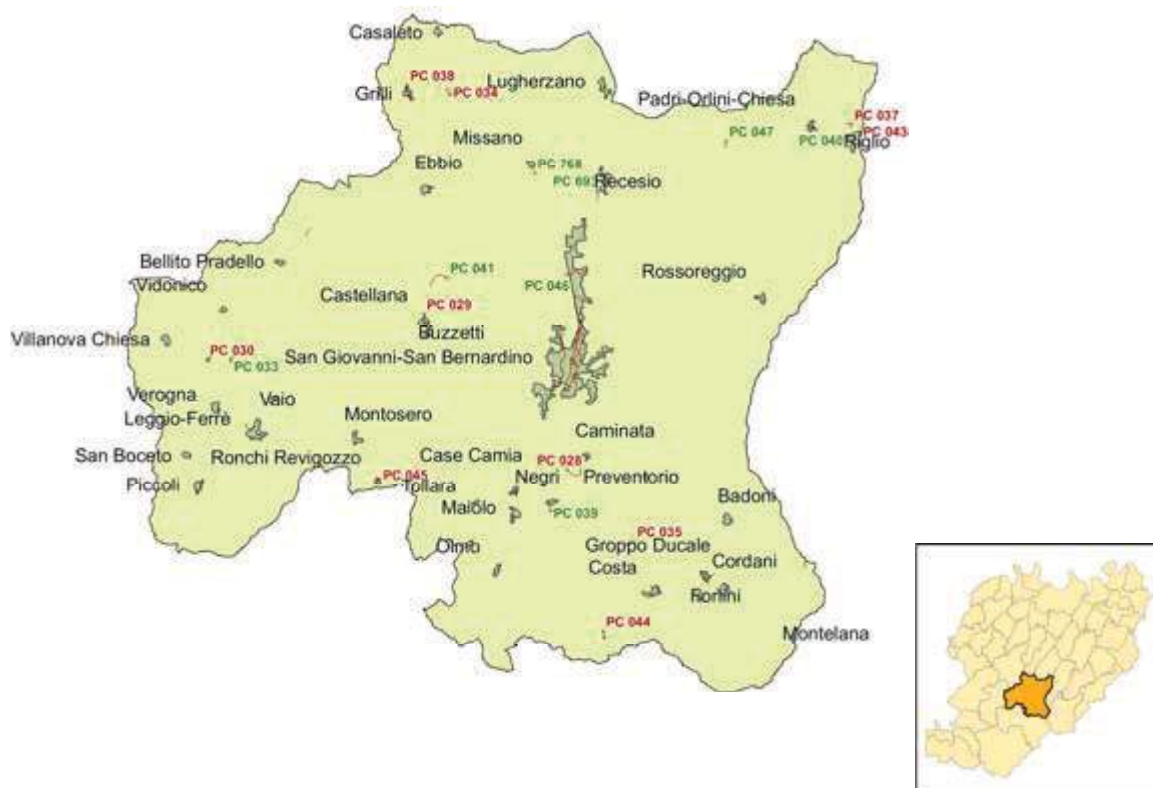 Casaleto
PC 038
Lugherzano
Grilli
PC 034
Padri-Orlini-Chiesa
PC 037
PC 043
Missano
PC 047
PC 040
Riglio
Ebbio
PC 768
PC 693
Recesio
Bellito Pradello
PC 041
Rossoreggio
Vidonico
Castellana
PC 046
PC 029
Villanova Chiesa
Buzzetti
PC 030
San Giovanni-San Bernardino
PC 033
Verogna
Vaio
Leggio-Ferrè
Montosero
Caminata
San Boceto
Ronchi Revigozzo
Case Camia
PC 028
Piccoli
PC 045
Tollara
Negri
Preventorio
Maiolo
PC 039
Badoni
PC 035
Olmo
Groppo Ducale
Costa
Cordani
PC 044
Montelana